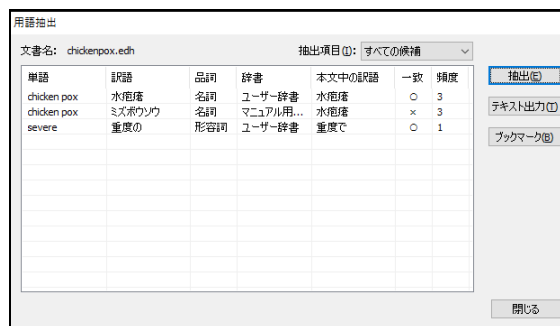 用語抽出
文書名: chickenpox.edh 抽出項目(I): すべての候補
単語 訳語 品詞 辞書 本文中の訳語 一致 頻度
chicken pox 水疱瘡 名詞 ユーザー辞書 水疱瘡 ○ 3
chicken pox ミズボウソウ 名詞 マニュアル用... 水疱瘡 × 3
severe 重度の 形容詞 ユーザー辞書 重度で ○ 1
抽出(E)
テキスト出力(T)
ブックマーク(B)
閉じる